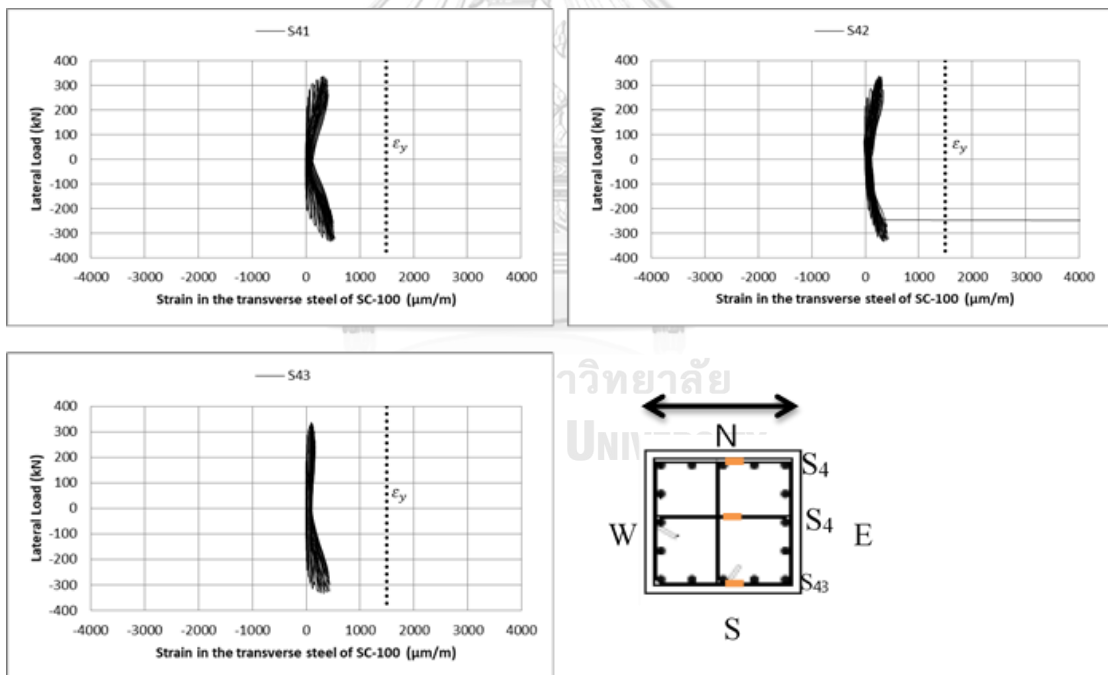 S41
400
300
200
100
0
-100
-200
-300
-400
Lateral Load (kN)
εy
-4000 -3000 -2000 -1000 0 1000 2000 3000 4000
Strain in the transverse steel of SC-100 (µm/m)
S42
400
300
200
100
0
-100
-200
-300
-400
Lateral Load (kN)
εy
-4000 -3000 -2000 -1000 0 1000 2000 3000 4000
Strain in the transverse steel of SC-100 (µm/m)
S43
400
300
200
100
0
-100
-200
-300
-400
Lateral Load (kN)
εy
-4000 -3000 -2000 -1000 0 1000 2000 3000 4000
Strain in the transverse steel of SC-100 (µm/m)
าวิทยาลัย
N
S4
W
S4
E
S43
S